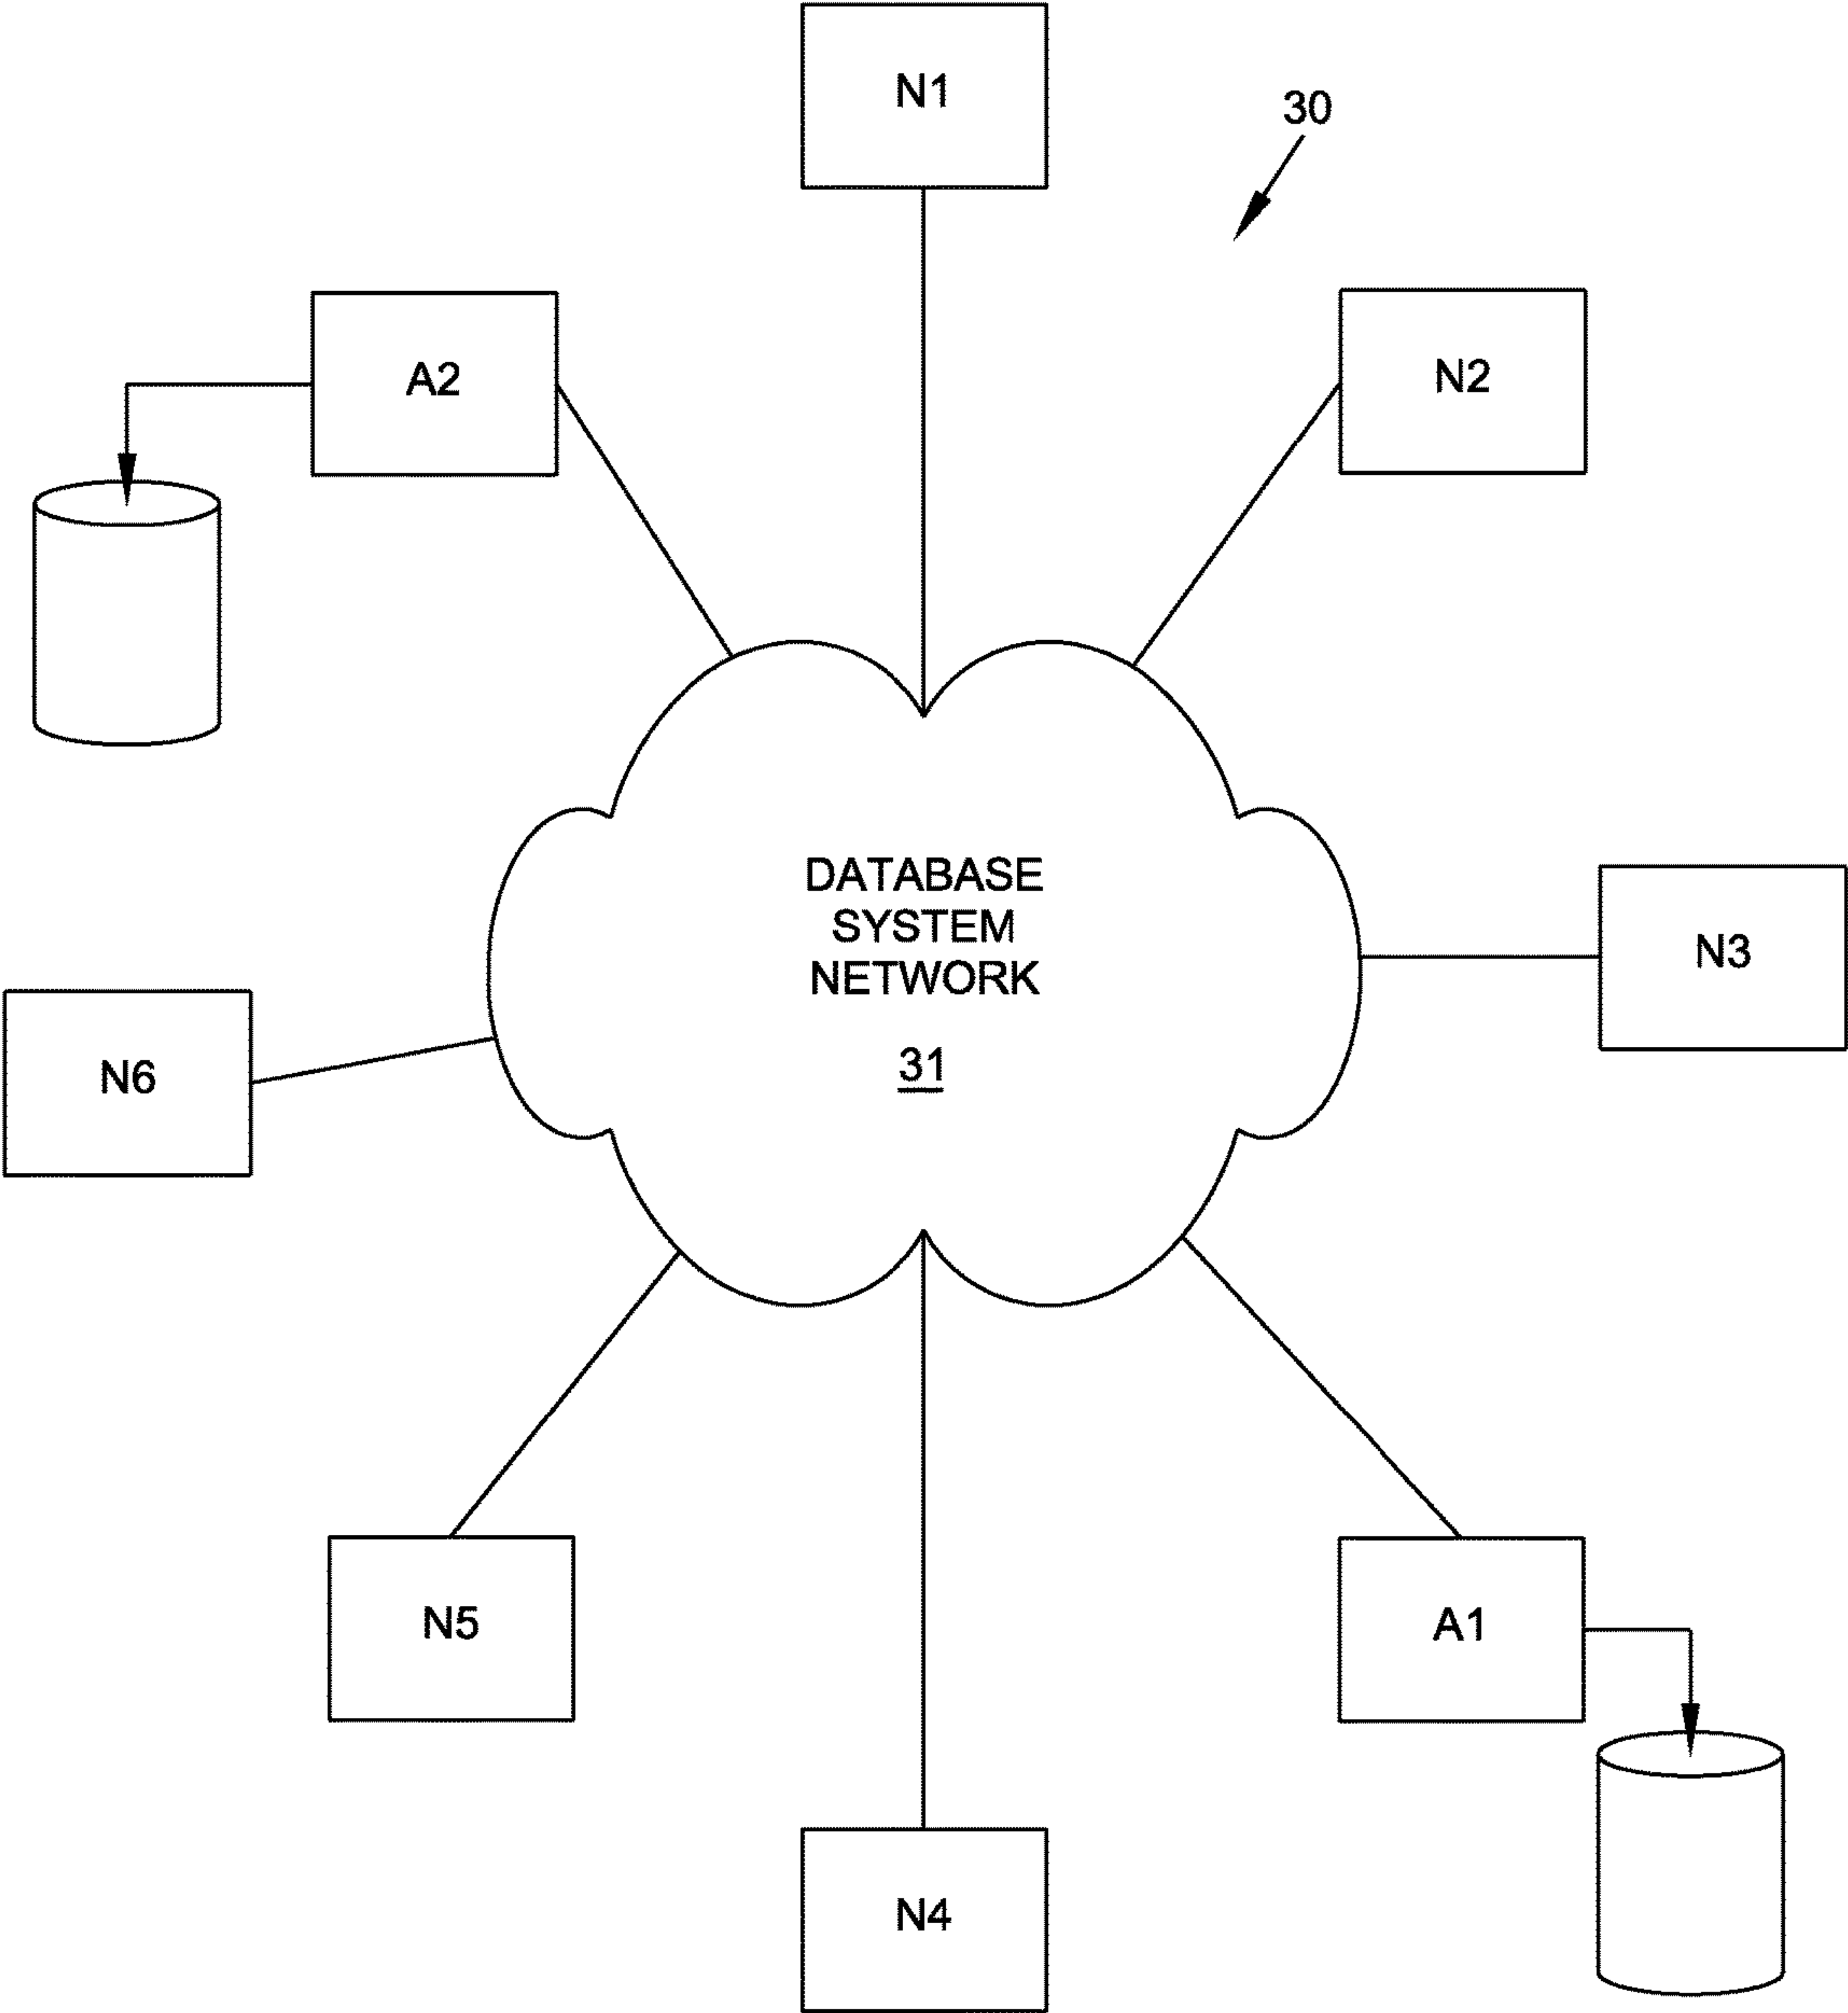 N1
30
A2
N2
DATABASE
SYSTEM
NETWORK
31
N3
N6
N5
A1
N4